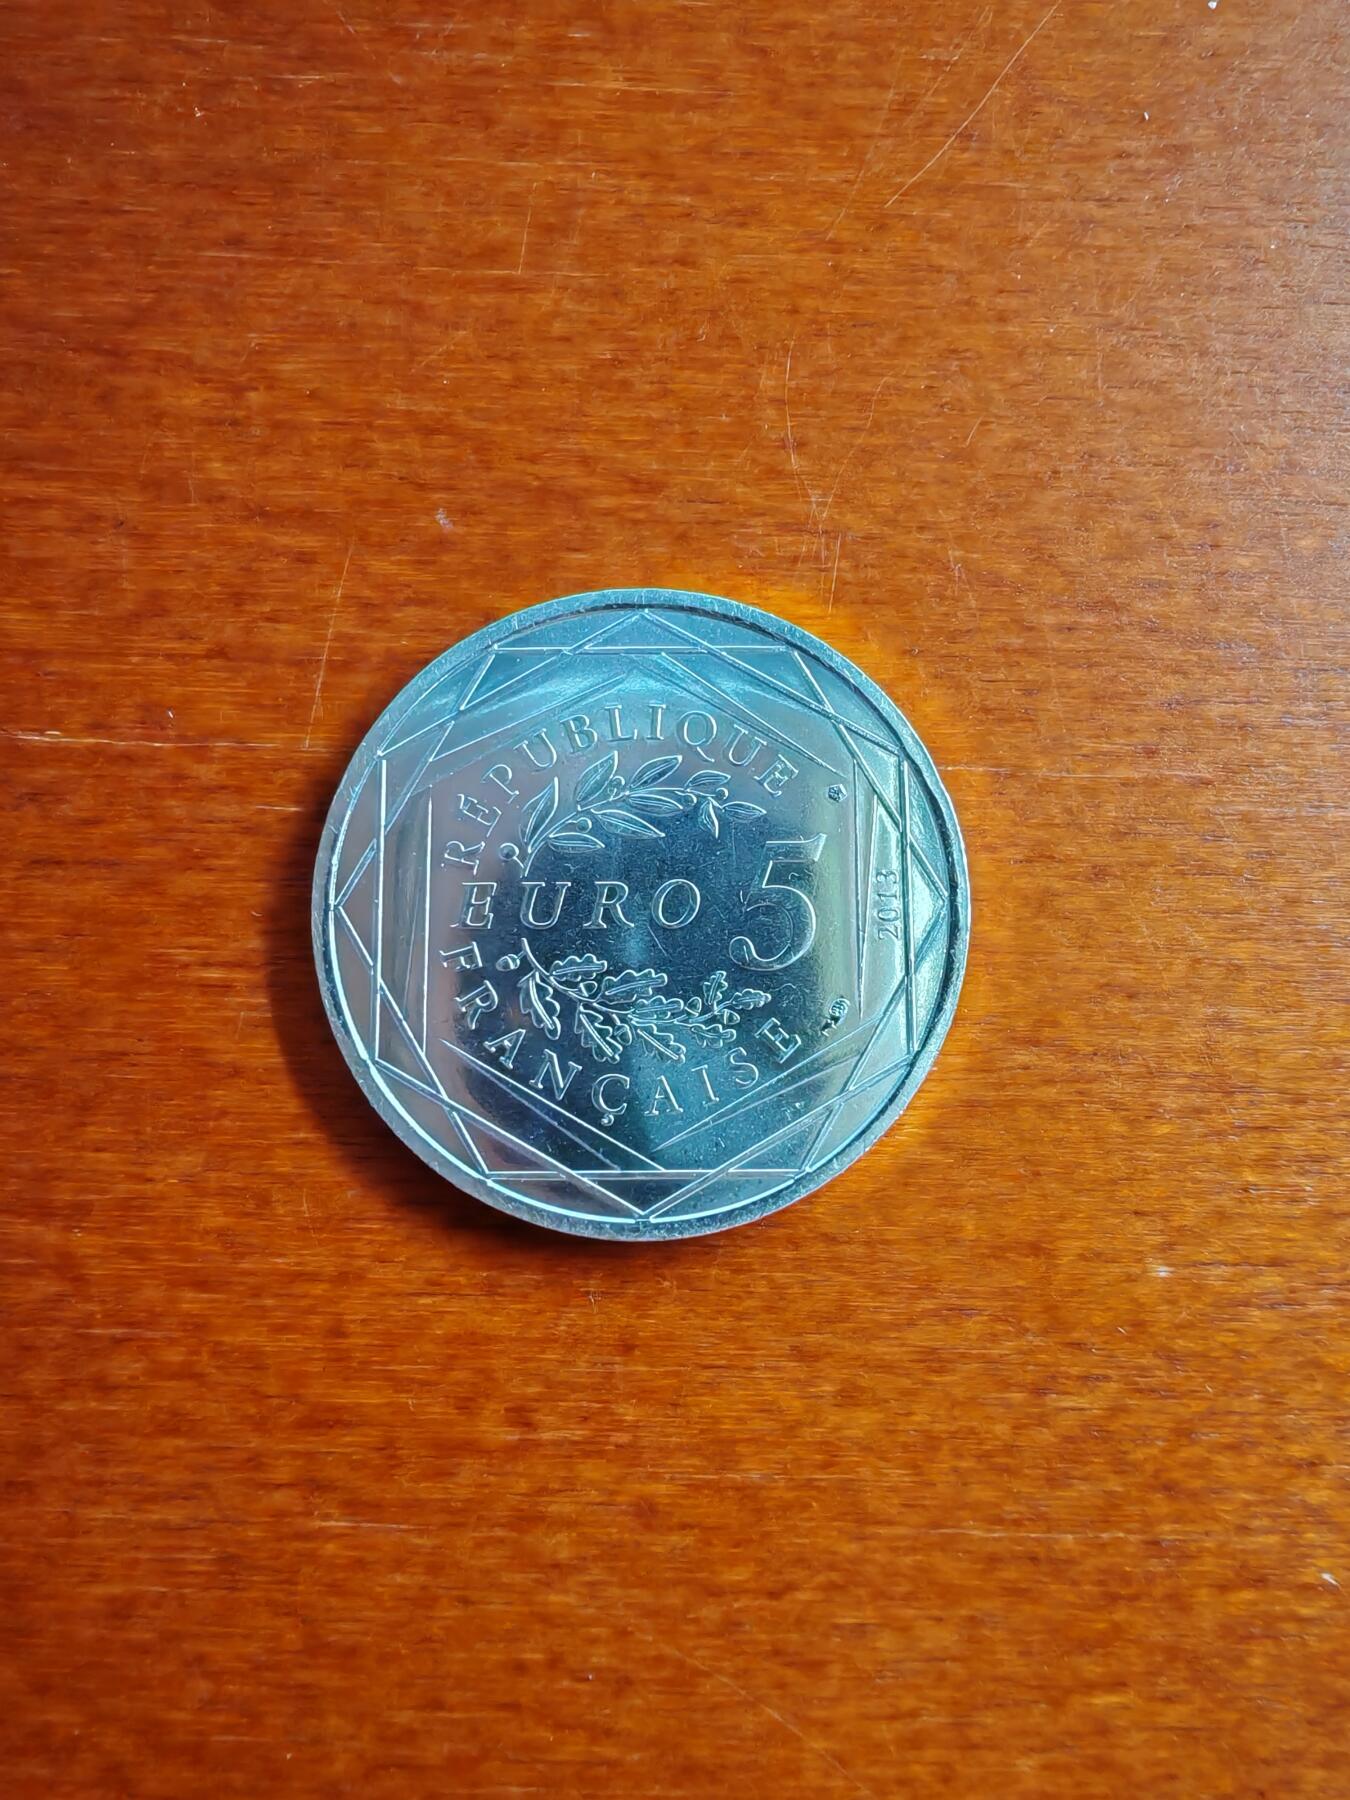 RÉPUBLIQUE
EURO 5
2013
FRANÇAISE